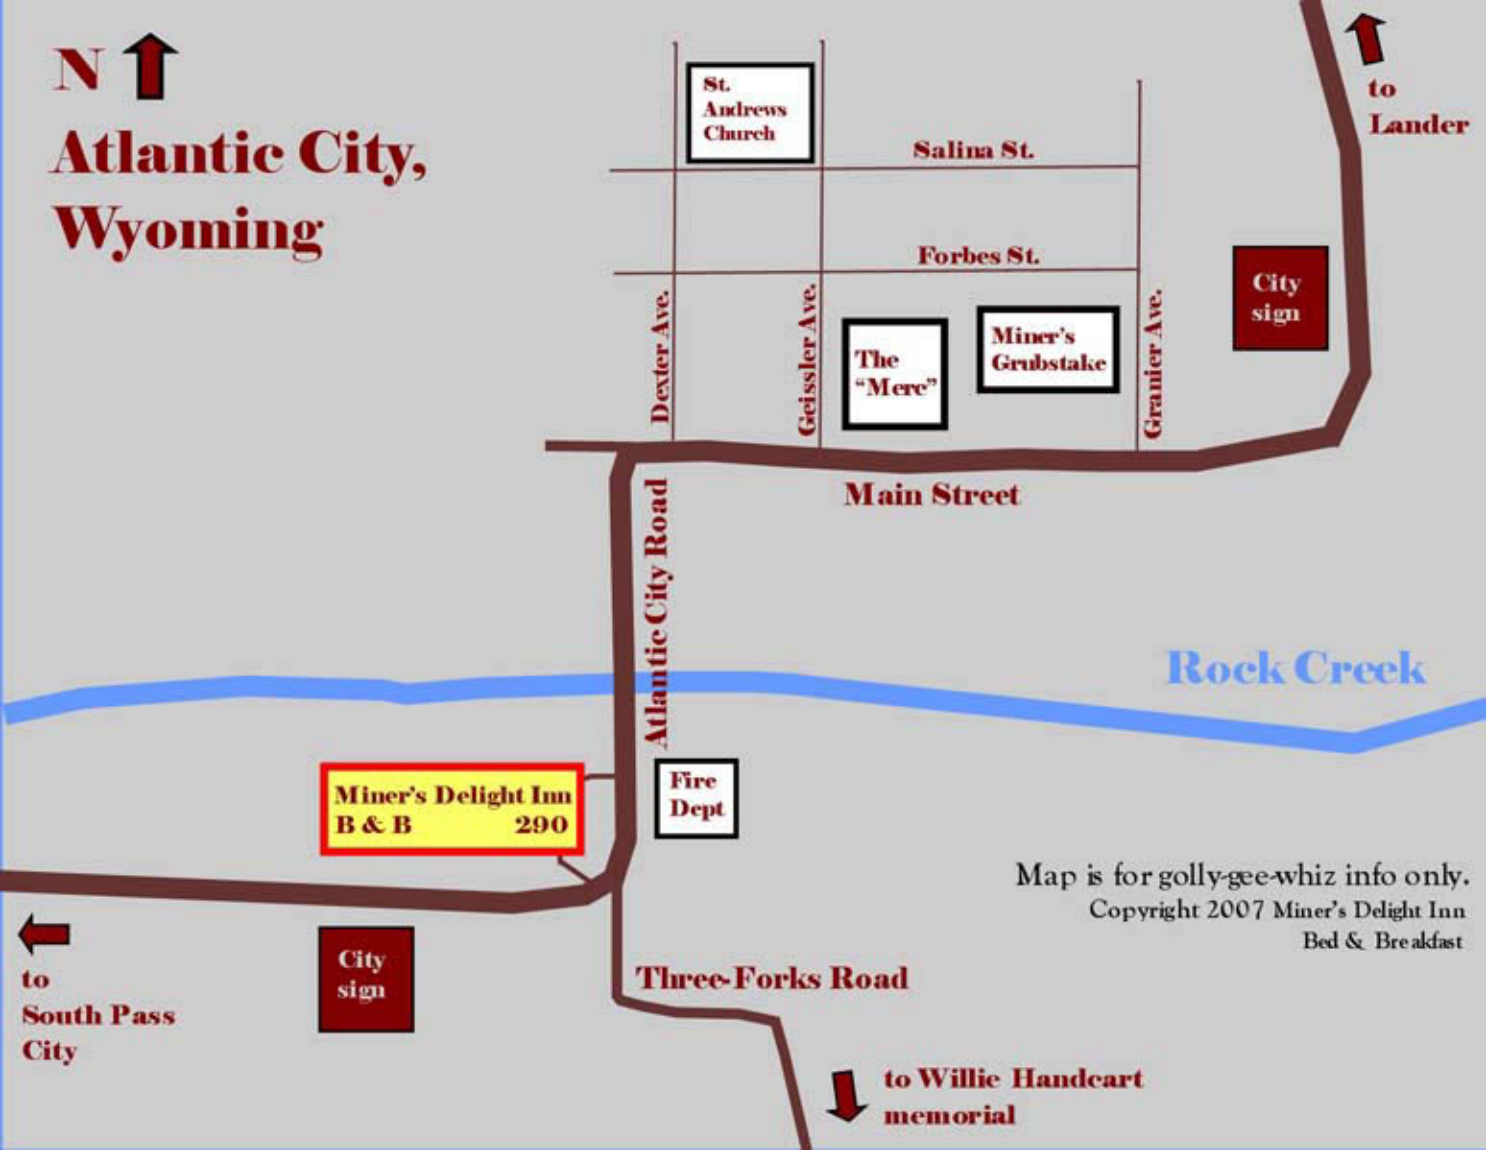 N
Atlantic City,
Wyoming
St.
Andrews
Church
to
Lander
Salina St.
Forbes St.
City
sign
Dexter Ave.
Geissler Ave.
Granier Ave.
The
“Merc”
Miner's
Grubstake
Main Street
Atlantic City Road
Rock Creek
Miner's Delight Inn
B & B 290
Fire
Dept
Map is for golly-gee-whiz info only.
Copyright 2007 Miner's Delight Inn
Bed & Breakfast
to
South Pass
City
City
sign
Three-Forks Road
to Willie Handcart
memorial